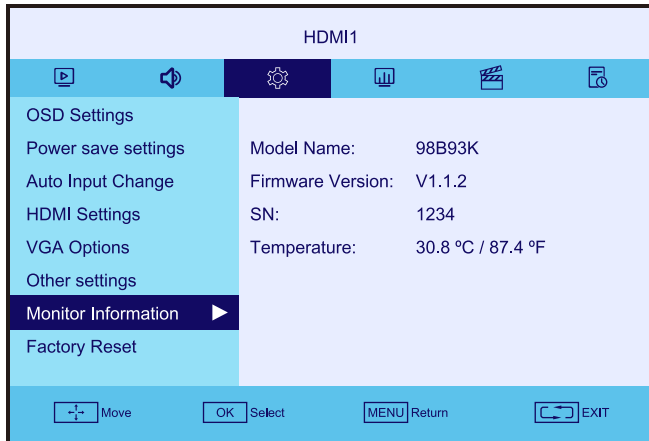 HDMI1
OSD Settings
Power save settings
Model Name: 98B93K
Auto Input Change
Firmware Version: V1.1.2
HDMI Settings
SN: 1234
VGA Options
Temperature: 30.8 ºC / 87.4 ºF
Other settings
Monitor Information
Factory Reset
Move OK Select MENU Return EXIT